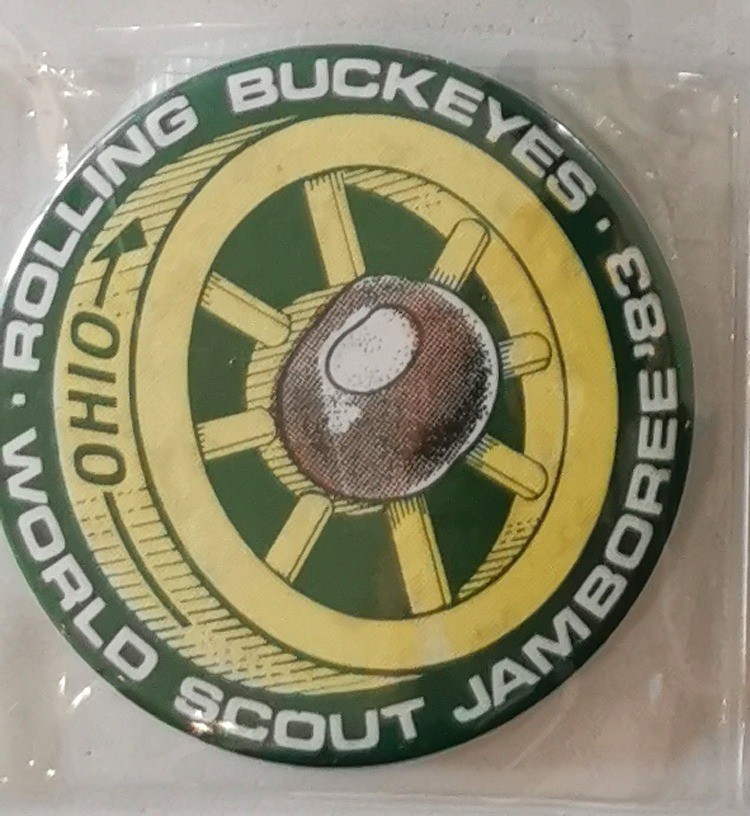 ROLLING BUCKEYES ·
WORLD SCOUT JAMBOREE '83 ·
OHIO